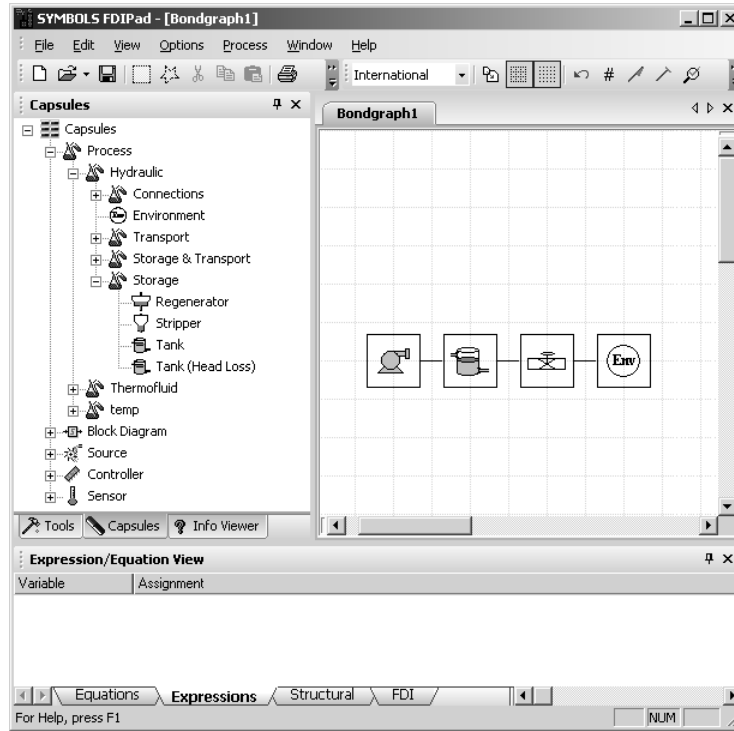 SYMBOLS FDIPad - [Bondgraph1]
File Edit View Options Process Window Help
International
Capsules
Bondgraph1
Capsules
Process
Hydraulic
Connections
Env Environment
Transport
Storage & Transport
Storage
Regenerator
Stripper
Tank
Tank (Head Loss)
Thermofluid
temp
Block Diagram
Source
Controller
Sensor
Env
Tools Capsules Info Viewer
Expression/Equation View
Variable Assignment
Equations Expressions Structural FDI
For Help, press F1 NUM